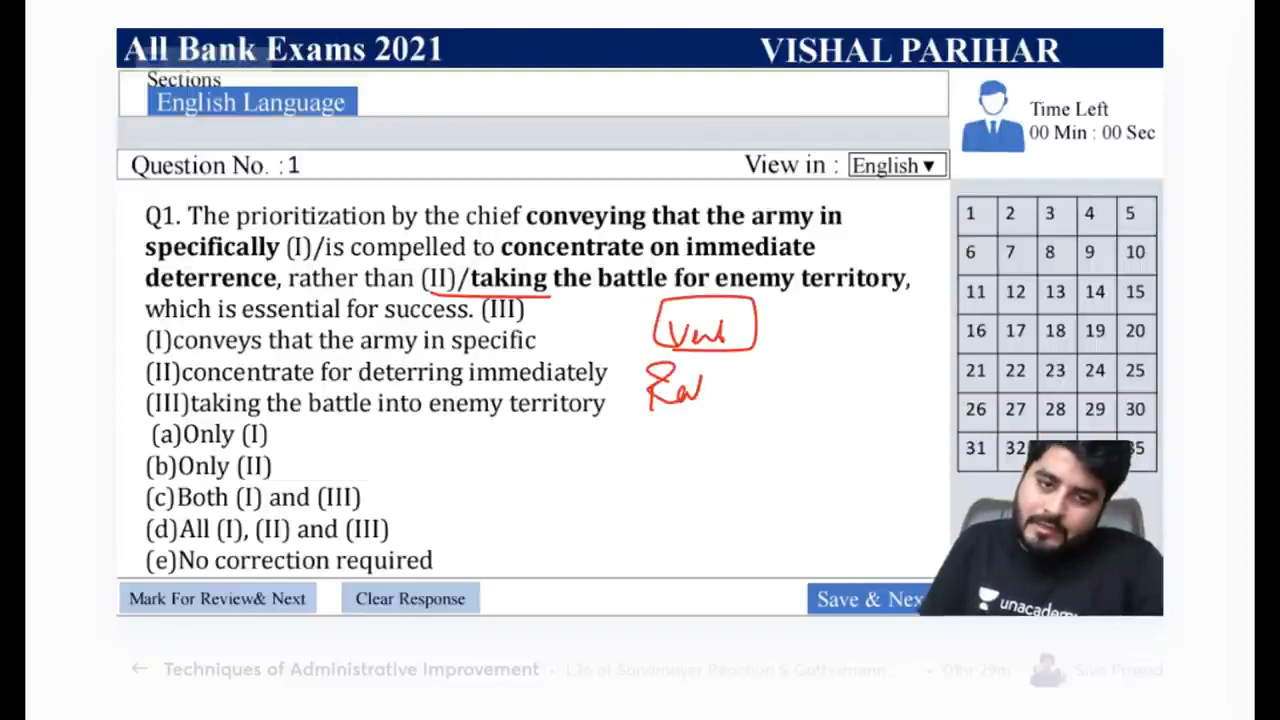 All Bank Exams 2021
VISHAL PARIHAR
Sections
English Language
Time Left
00 Min : 00 Sec
Question No. : 1
View in : English▼
Q1. The prioritization by the chief conveying that the army in
specifically (I)/is compelled to concentrate on immediate
deterrence, rather than (II)/taking the battle for enemy territory,
which is essential for success. (III)
(I)conveys that the army in specific
(II)concentrate for deterring immediately
(III)taking the battle into enemy territory
(a)Only (I)
(b)Only (II)
(c)Both (I) and (III)
(d)All (I), (II) and (III)
(e)No correction required
Verb
1 2 3 4 5
6 7 8 9 10
11 12 13 14 15
16 17 18 19 20
21 22 23 24 25
26 27 28 29 30
31 32 35
Mark For Review& Next
Clear Response
Save & Nex
unacademy
← Techniques of Administrative Improvement
01hr 29m